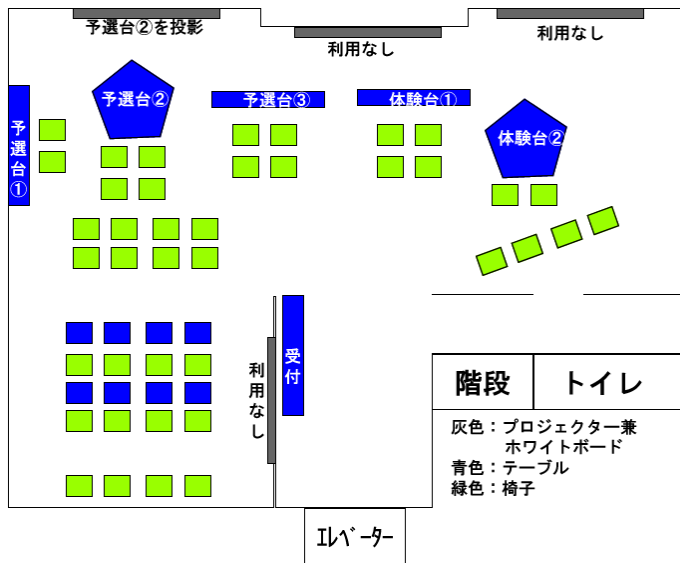 予選台②を投影
利用なし
利用なし
予選台①
予選台②
予選台③
体験台①
体験台②
利用なし
受付
階段
トイレ
灰色：プロジェクター兼
ホワイトボード
青色：テーブル
緑色：椅子
エレベーター